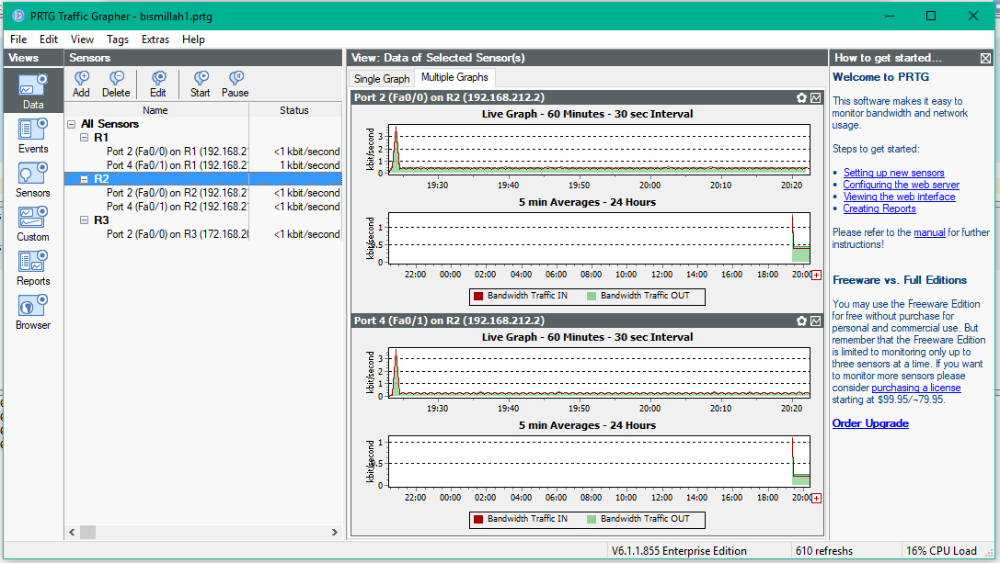 PRTG Traffic Grapher - bismillah1.prtg
File Edit View Tags Extras Help
Views
Data
Events
Sensors
Custom
Reports
Browser
Sensors
Add Delete Edit Start Pause
Name Status
All Sensors
R1
Port 2 (Fa0/0) on R1 (192.168.21 <1 kbit/second
Port 4 (Fa0/1) on R1 (192.168.21 1 kbit/second
R2
Port 2 (Fa0/0) on R2 (192.168.21 <1 kbit/second
Port 4 (Fa0/1) on R2 (192.168.21 <1 kbit/second
R3
Port 2 (Fa0/0) on R3 (172.168.20 <1 kbit/second
View: Data of Selected Sensor(s)
Single Graph Multiple Graphs
Port 2 (Fa0/0) on R2 (192.168.212.2)
Live Graph - 60 Minutes - 30 sec Interval
kbit/second
3
2
1
0
19:30 19:40 19:50 20:00 20:10 20:20
5 min Averages - 24 Hours
kbit/second
1
0.5
0
22:00 00:00 02:00 04:00 06:00 08:00 10:00 12:00 14:00 16:00 18:00 20:00
Bandwidth Traffic IN Bandwidth Traffic OUT
Port 4 (Fa0/1) on R2 (192.168.212.2)
Live Graph - 60 Minutes - 30 sec Interval
kbit/second
3
2
1
0
19:30 19:40 19:50 20:00 20:10 20:20
5 min Averages - 24 Hours
kbit/second
1
0.5
0
22:00 00:00 02:00 04:00 06:00 08:00 10:00 12:00 14:00 16:00 18:00 20:00
Bandwidth Traffic IN Bandwidth Traffic OUT
How to get started...
Welcome to PRTG
This software makes it easy to
monitor bandwidth and network
usage.
Steps to get started:
• Setting up new sensors
• Configuring the web server
• Viewing the web interface
• Creating Reports
Please refer to the manual for further
instructions!
Freeware vs. Full Editions
You may use the Freeware Edition
for free without purchase for
personal and commercial use. But
remember that the Freeware Edition
is limited to monitoring only up to
three sensors at a time. If you want
to monitor more sensors please
consider purchasing a license
starting at $99.95/¬79.95.
Order Upgrade
V6.1.1.855 Enterprise Edition 610 refreshs 16% CPU Load